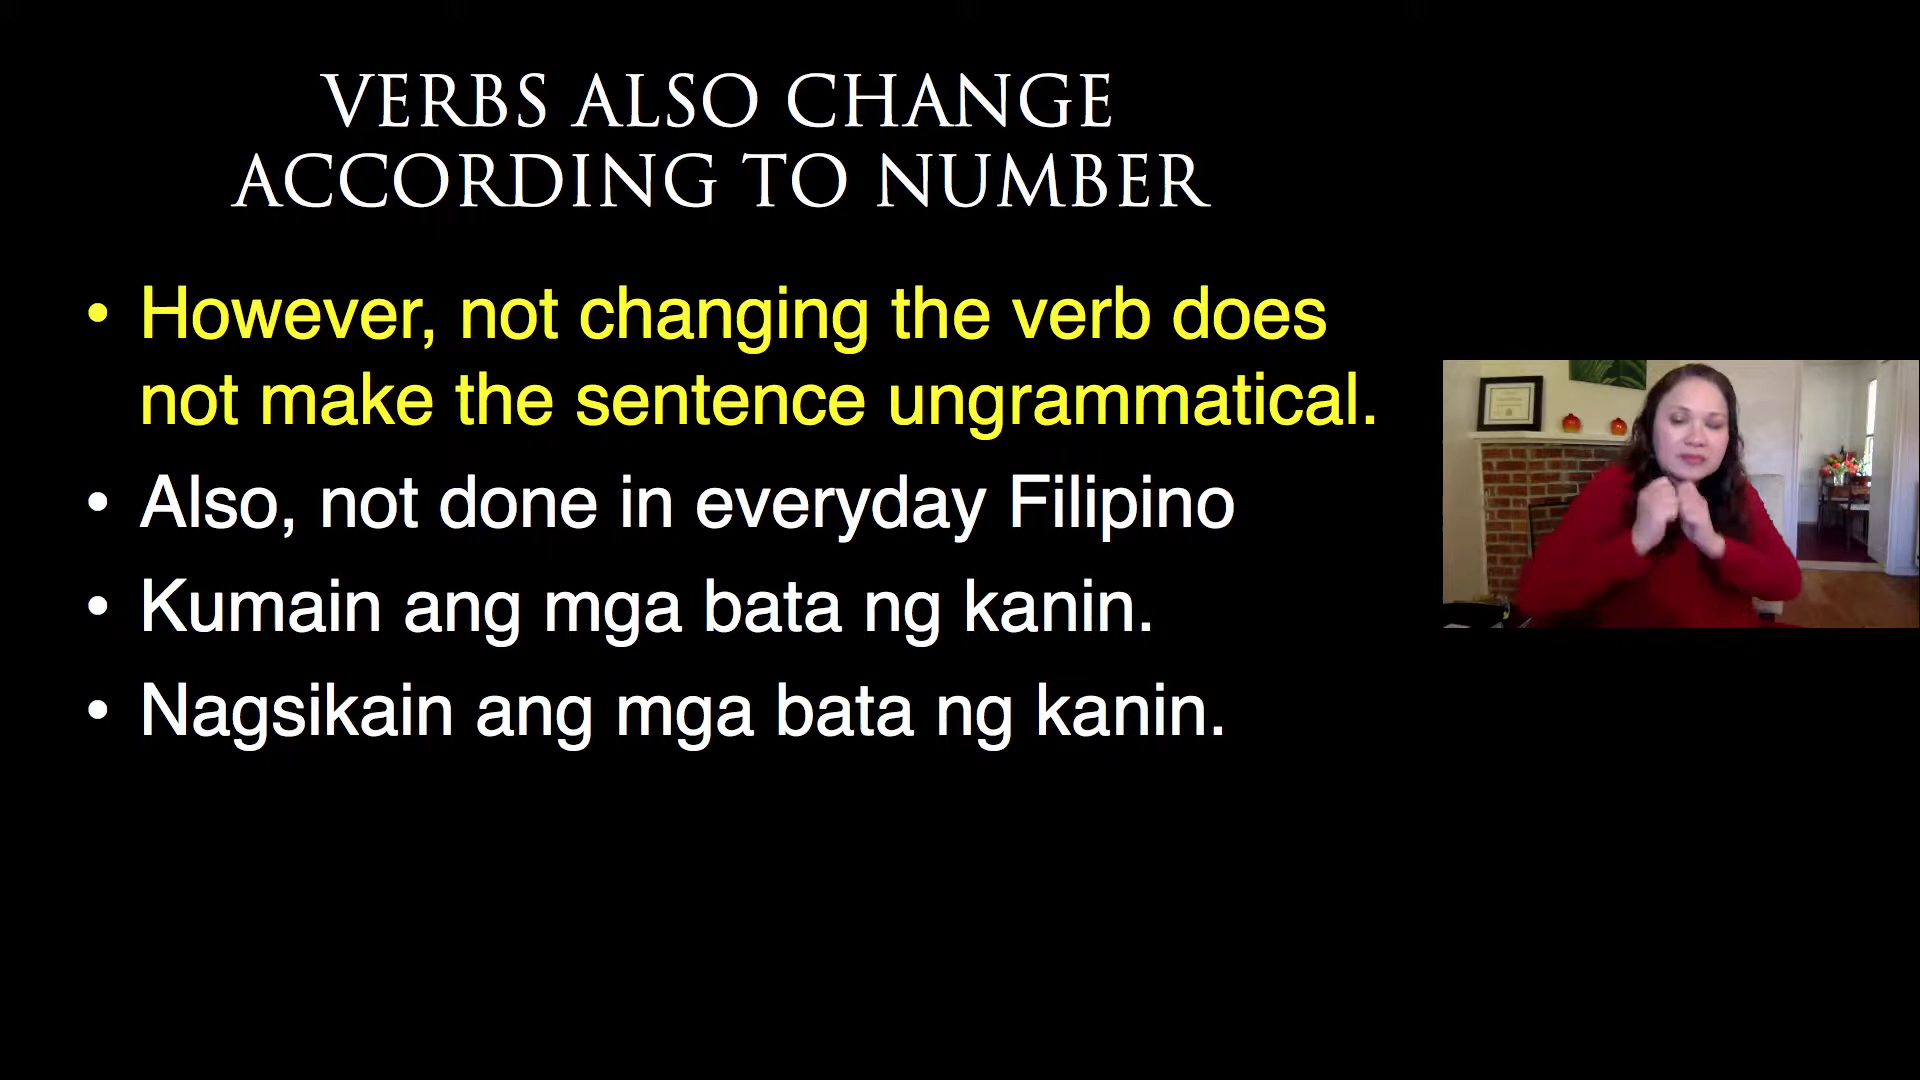 VERBS ALSO CHANGE
ACCORDING TO NUMBER
• However, not changing the verb does
not make the sentence ungrammatical.
• Also, not done in everyday Filipino
• Kumain ang mga bata ng kanin.
• Nagsikain ang mga bata ng kanin.